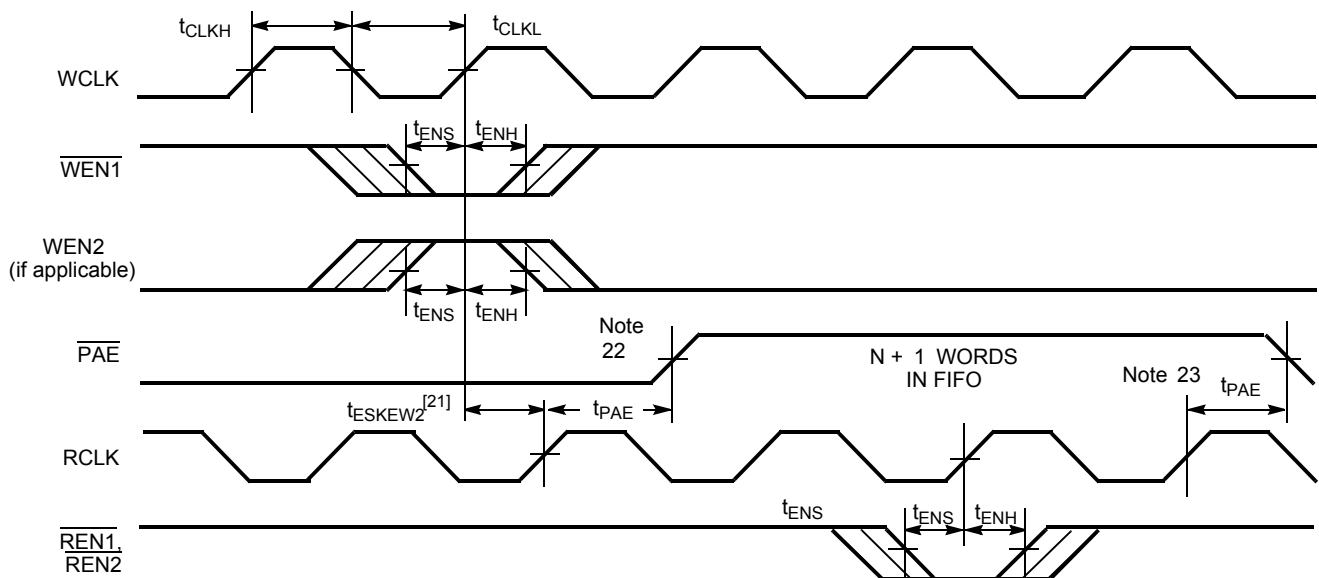 tCLKH
tCLKL
WCLK
tENS
tENH
WEN1
WEN2
(if applicable)
tENS
tENH
Note
22
PAE
N + 1 WORDS
IN FIFO
Note 23
tPAE
tESKEW2[21]
tPAE
RCLK
tENS
tENS
tENH
REN1,
REN2